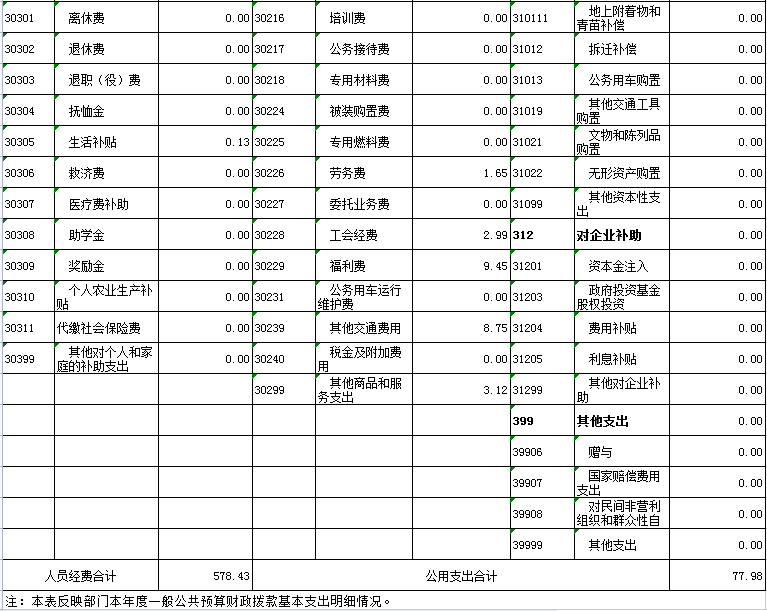 30301 离休费 0.00 30216 培训费 0.00 310111 地上附着物和青苗补偿 0.00
30302 退休费 0.00 30217 公务接待费 0.00 31012 拆迁补偿 0.00
30303 退职（役）费 0.00 30218 专用材料费 0.00 31013 公务用车购置 0.00
30304 抚恤金 0.00 30224 被装购置费 0.00 31019 其他交通工具购置 0.00
30305 生活补贴 0.13 30225 专用燃料费 0.00 31021 文物和陈列品购置 0.00
30306 救济费 0.00 30226 劳务费 1.65 31022 无形资产购置 0.00
30307 医疗费补助 0.00 30227 委托业务费 0.00 31099 其他资本性支出 0.00
30308 助学金 0.00 30228 工会经费 2.99 312 对企业补助 0.00
30309 奖励金 0.00 30229 福利费 9.45 31201 资本金注入 0.00
30310 个人农业生产补贴 0.00 30231 公务用车运行维护费 0.00 31203 政府投资基金股权投资 0.00
30311 代缴社会保险费 0.00 30239 其他交通费用 8.75 31204 费用补贴 0.00
30399 其他对个人和家庭的补助支出 0.00 30240 税金及附加费用 0.00 31205 利息补贴 0.00
30299 其他商品和服务支出 3.12 31299 其他对企业补助 0.00
399 其他支出 0.00
39906 赠与 0.00
39907 国家赔偿费用支出 0.00
39908 对民间非营利组织和群众性自 0.00
39999 其他支出 0.00
人员经费合计 578.43 公用支出合计 77.98
注：本表反映部门本年度一般公共预算财政拨款基本支出明细情况。